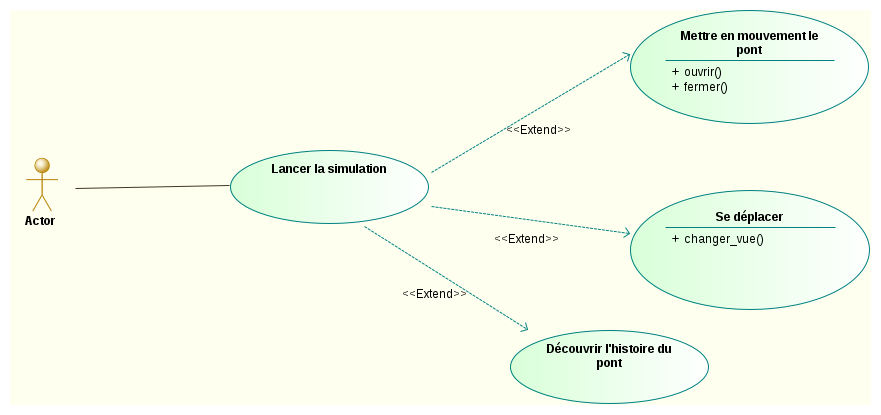 Mettre en mouvement le
pont
+ ouvrir()
+ fermer()
<<Extend>>
Lancer la simulation
Actor
Se déplacer
+ changer_vue()
<<Extend>>
<<Extend>>
Découvrir l'histoire du
pont